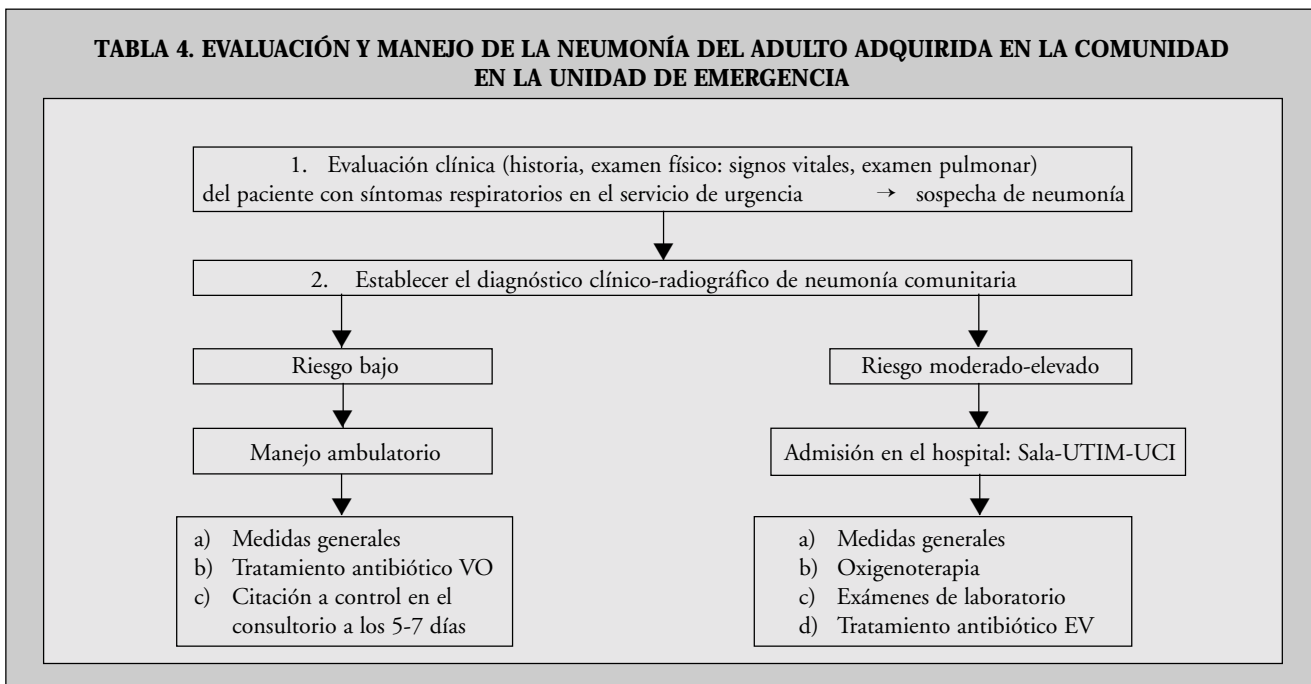 TABLA 4. EVALUACIÓN Y MANEJO DE LA NEUMONÍA DEL ADULTO ADQUIRIDA EN LA COMUNIDAD
EN LA UNIDAD DE EMERGENCIA
1. Evaluación clínica (historia, examen físico: signos vitales, examen pulmonar)
del paciente con síntomas respiratorios en el servicio de urgencia → sospecha de neumonía
2. Establecer el diagnóstico clínico-radiográfico de neumonía comunitaria
Riesgo bajo
Manejo ambulatorio
a) Medidas generales
b) Tratamiento antibiótico VO
c) Citación a control en el
consultorio a los 5-7 días
Riesgo moderado-elevado
Admisión en el hospital: Sala-UTIM-UCI
a) Medidas generales
b) Oxigenoterapia
c) Exámenes de laboratorio
d) Tratamiento antibiótico EV